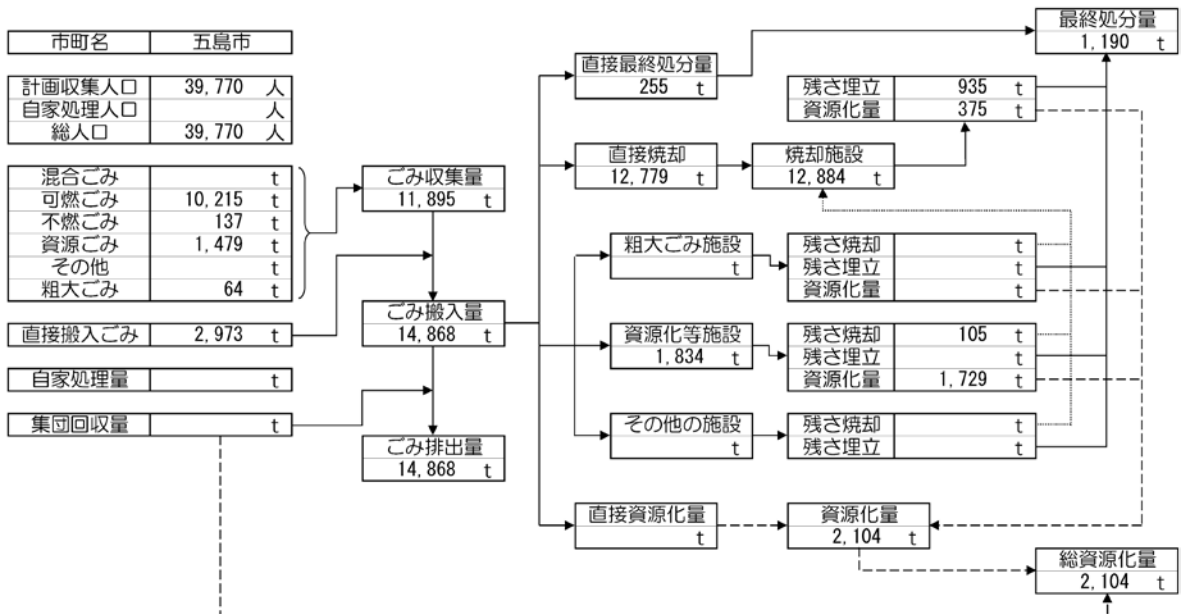 市町名 五島市
計画収集人口 39,770 人
自家処理人口 人
総人口 39,770 人
混合ごみ t
可燃ごみ 10,215 t
不燃ごみ 137 t
資源ごみ 1,479 t
その他 t
粗大ごみ 64 t
直接搬入ごみ 2,973 t
自家処理量 t
集団回収量 t
ごみ収集量
11,895 t
ごみ搬入量
14,868 t
ごみ排出量
14,868 t
直接最終処分量
255 t
直接焼却
12,779 t
焼却施設
12,884 t
残さ埋立 935 t
資源化量 375 t
最終処分量
1,190 t
粗大ごみ施設
t
残さ焼却 t
残さ埋立 t
資源化量 t
資源化等施設
1,834 t
残さ焼却 105 t
残さ埋立 t
資源化量 1,729 t
その他の施設
t
残さ焼却 t
残さ埋立 t
直接資源化量
t
資源化量
2,104 t
総資源化量
2,104 t